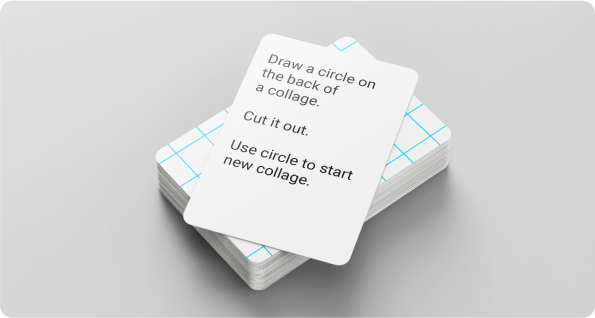 Draw a circle on
the back of
a collage.
Cut it out.
Use circle to start
new collage.